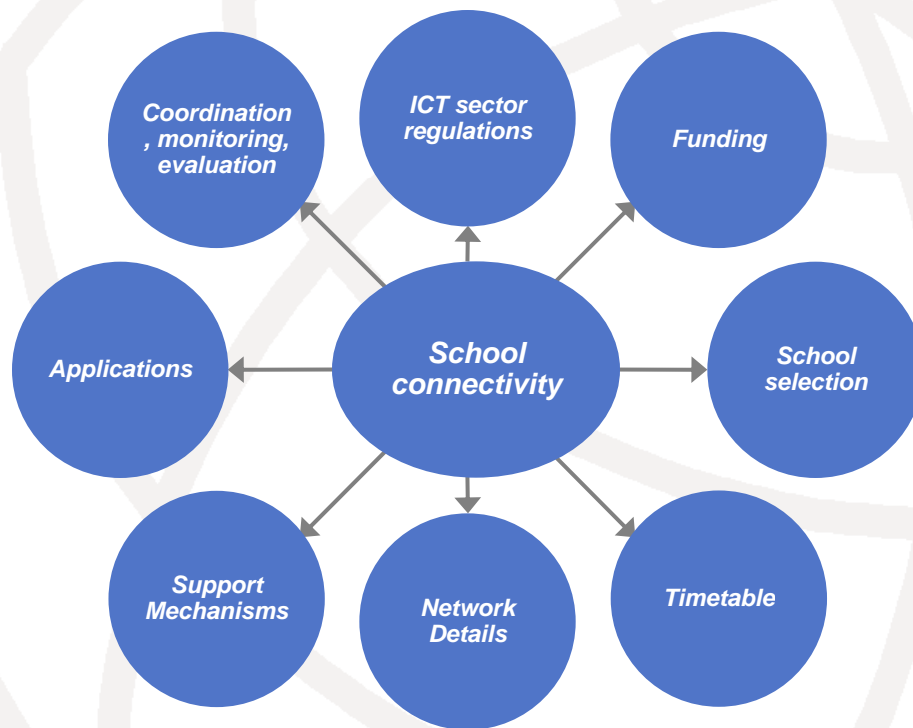 Coordination
, monitoring,
evaluation
ICT sector
regulations
Funding
Applications
School
connectivity
School
selection
Support
Mechanisms
Network
Details
Timetable